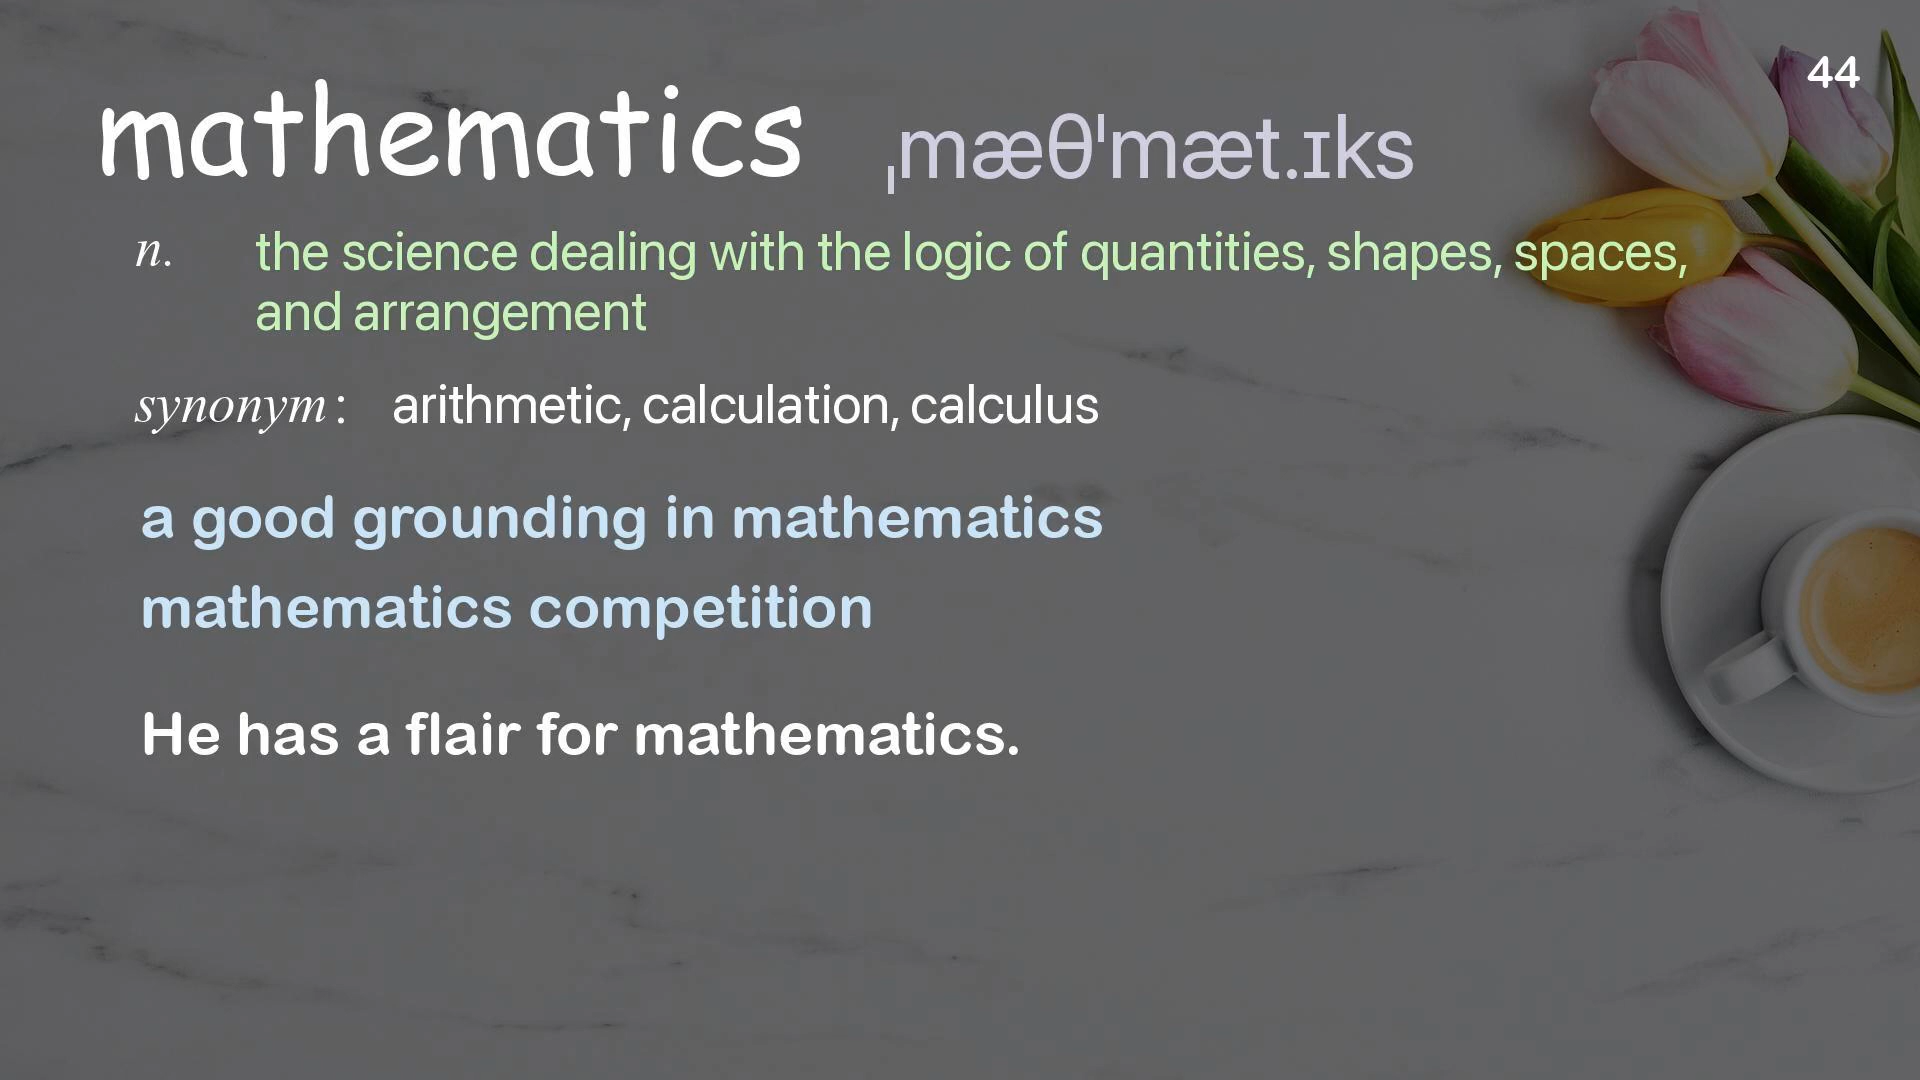 44
mathematics ˌmæθˈmæt.ɪks
n. the science dealing with the logic of quantities, shapes, spaces,
and arrangement
synonym: arithmetic, calculation, calculus
a good grounding in mathematics
mathematics competition
He has a flair for mathematics.